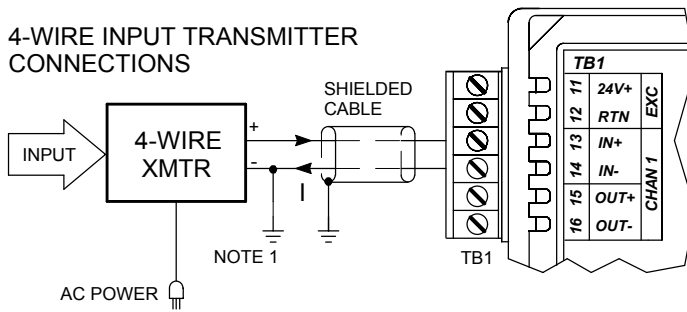 4-WIRE INPUT TRANSMITTER
CONNECTIONS
SHIELDED
CABLE
INPUT
4-WIRE
XMTR
+
-
I
NOTE 1
AC POWER
TB1
TB1
11 24V+
12 RTN
EXC
13 IN+
14 IN-
15 OUT+
16 OUT-
CHAN 1